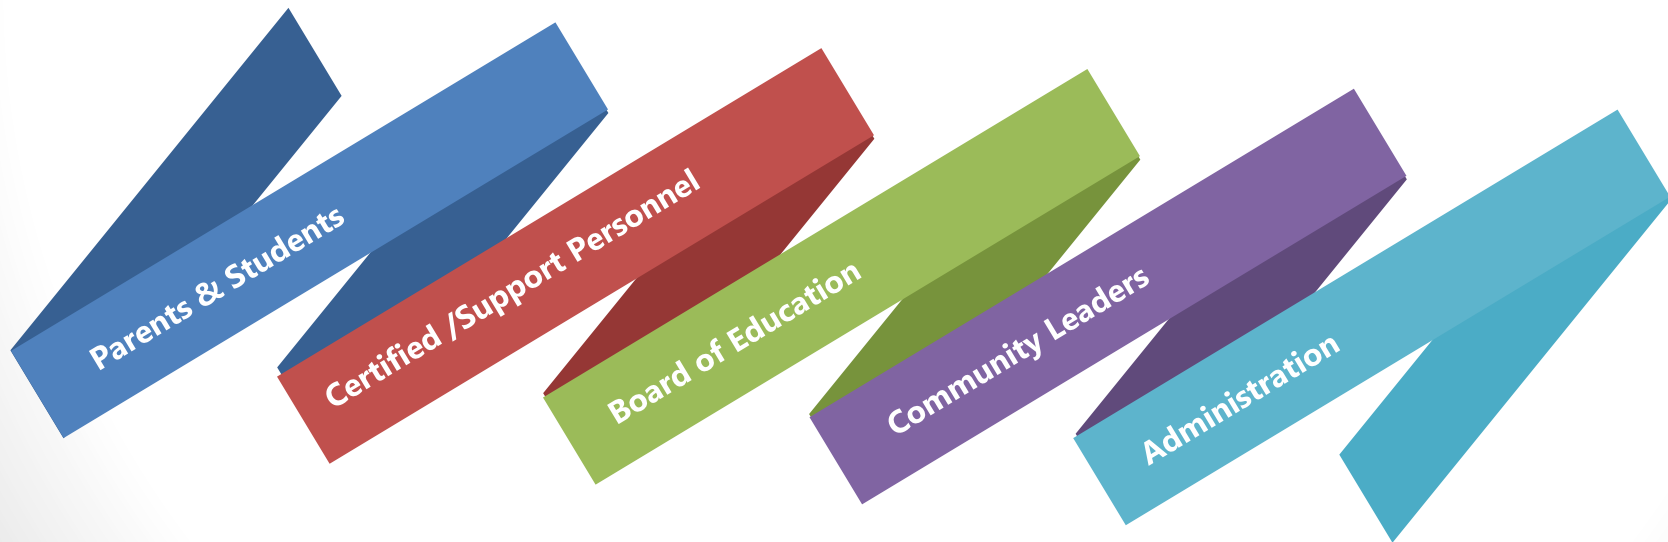 Parents & Students
Certified /Support Personnel
Board of Education
Community Leaders
Administration